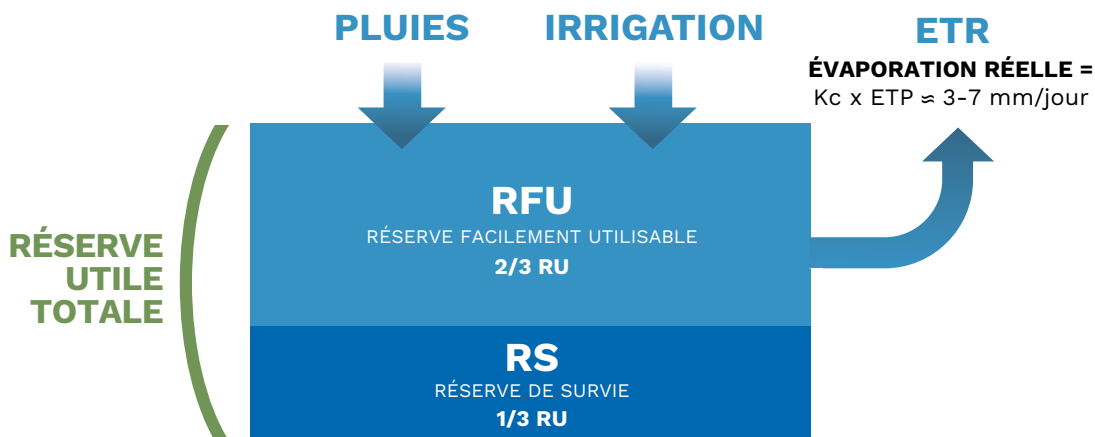 PLUIES
IRRIGATION
ETR
ÉVAPORATION RÉELLE =
Kc x ETP ≈ 3-7 mm/jour
RÉSERVE
UTILE
TOTALE
RFU
RÉSERVE FACILEMENT UTILISABLE
2/3 RU
RS
RÉSERVE DE SURVIE
1/3 RU